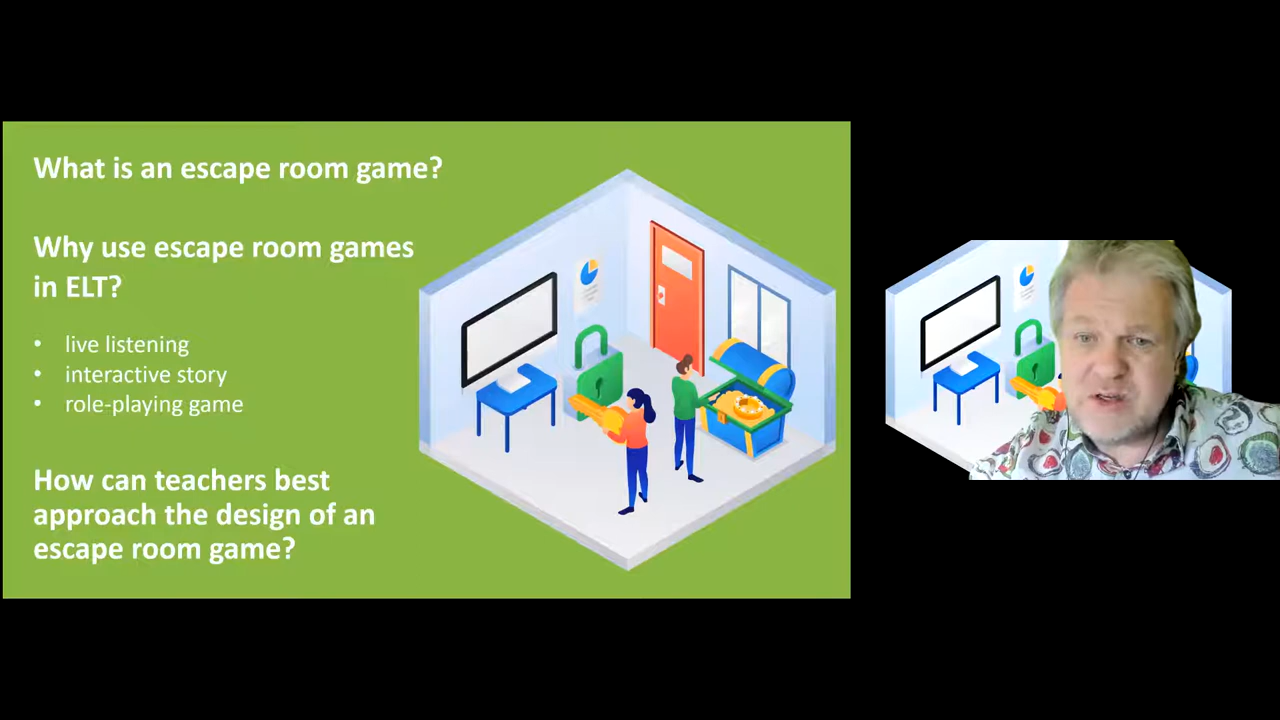 What is an escape room game?
Why use escape room games
in ELT?
• live listening
• interactive story
• role-playing game
How can teachers best
approach the design of an
escape room game?